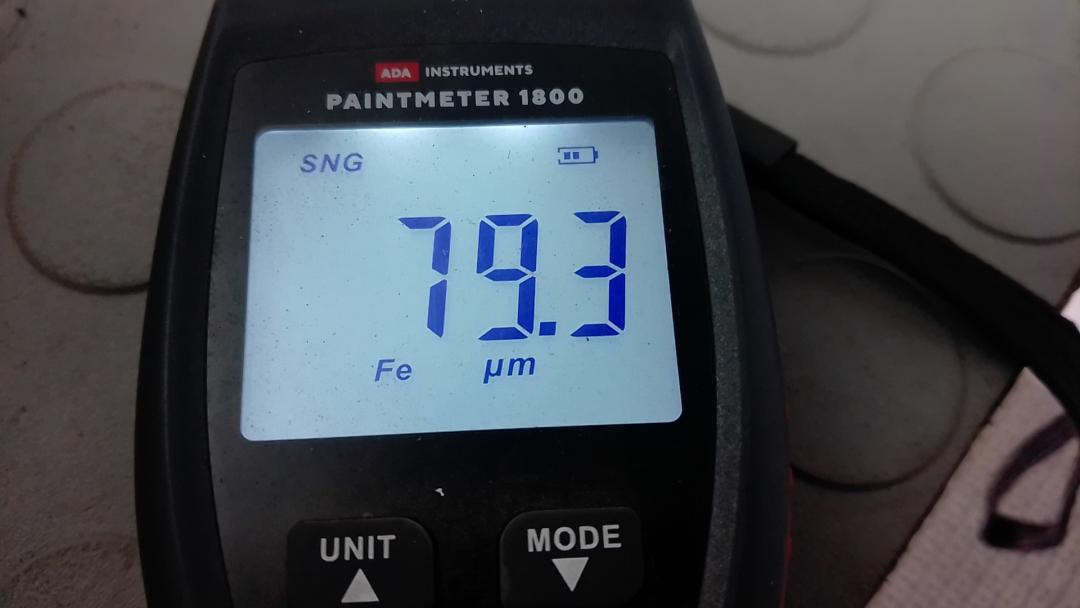 ADA INSTRUMENTS
PAINTMETER 1800
SNG
79.3
Fe µm
UNIT MODE